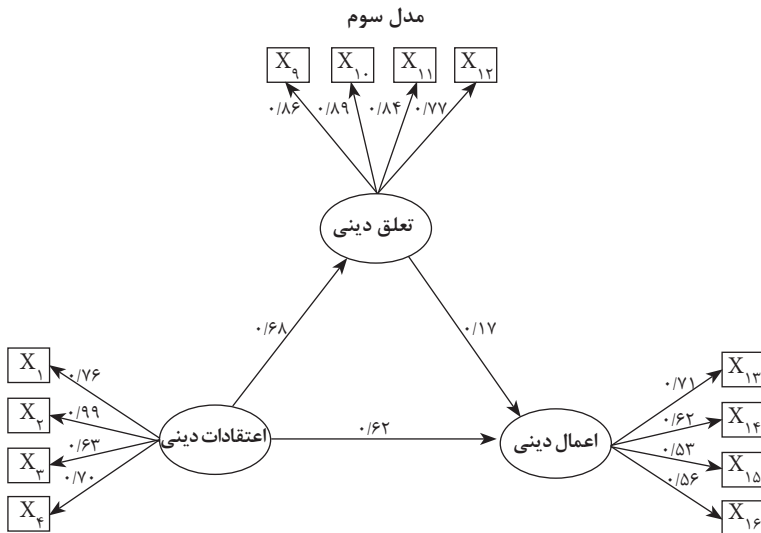 مدل سوم
X۹ X۱۰ X۱۱ X۱۲
۰/۸۶ ۰/۸۹ ۰/۸۴ ۰/۷۷
تعلق دینی
۰/۶۸ ۰/۱۷
X۱ ۰/۷۶
X۲ ۰/۹۹
X۳ ۰/۶۳
X۴ ۰/۷۰
اعتقادات دینی
۰/۶۲
اعمال دینی
۰/۷۱ X۱۳
۰/۶۲ X۱۴
۰/۵۳ X۱۵
۰/۵۶ X۱۶